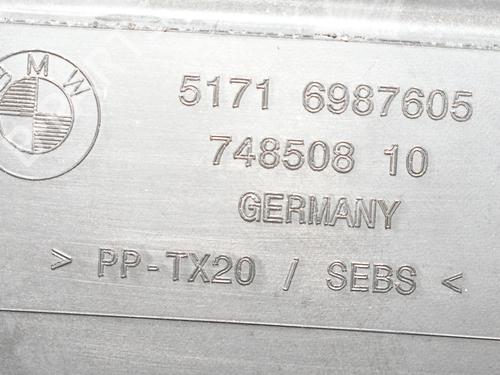 BMW
5171 6987605
748508 10
GERMANY
> PP-TX20 / SEBS <